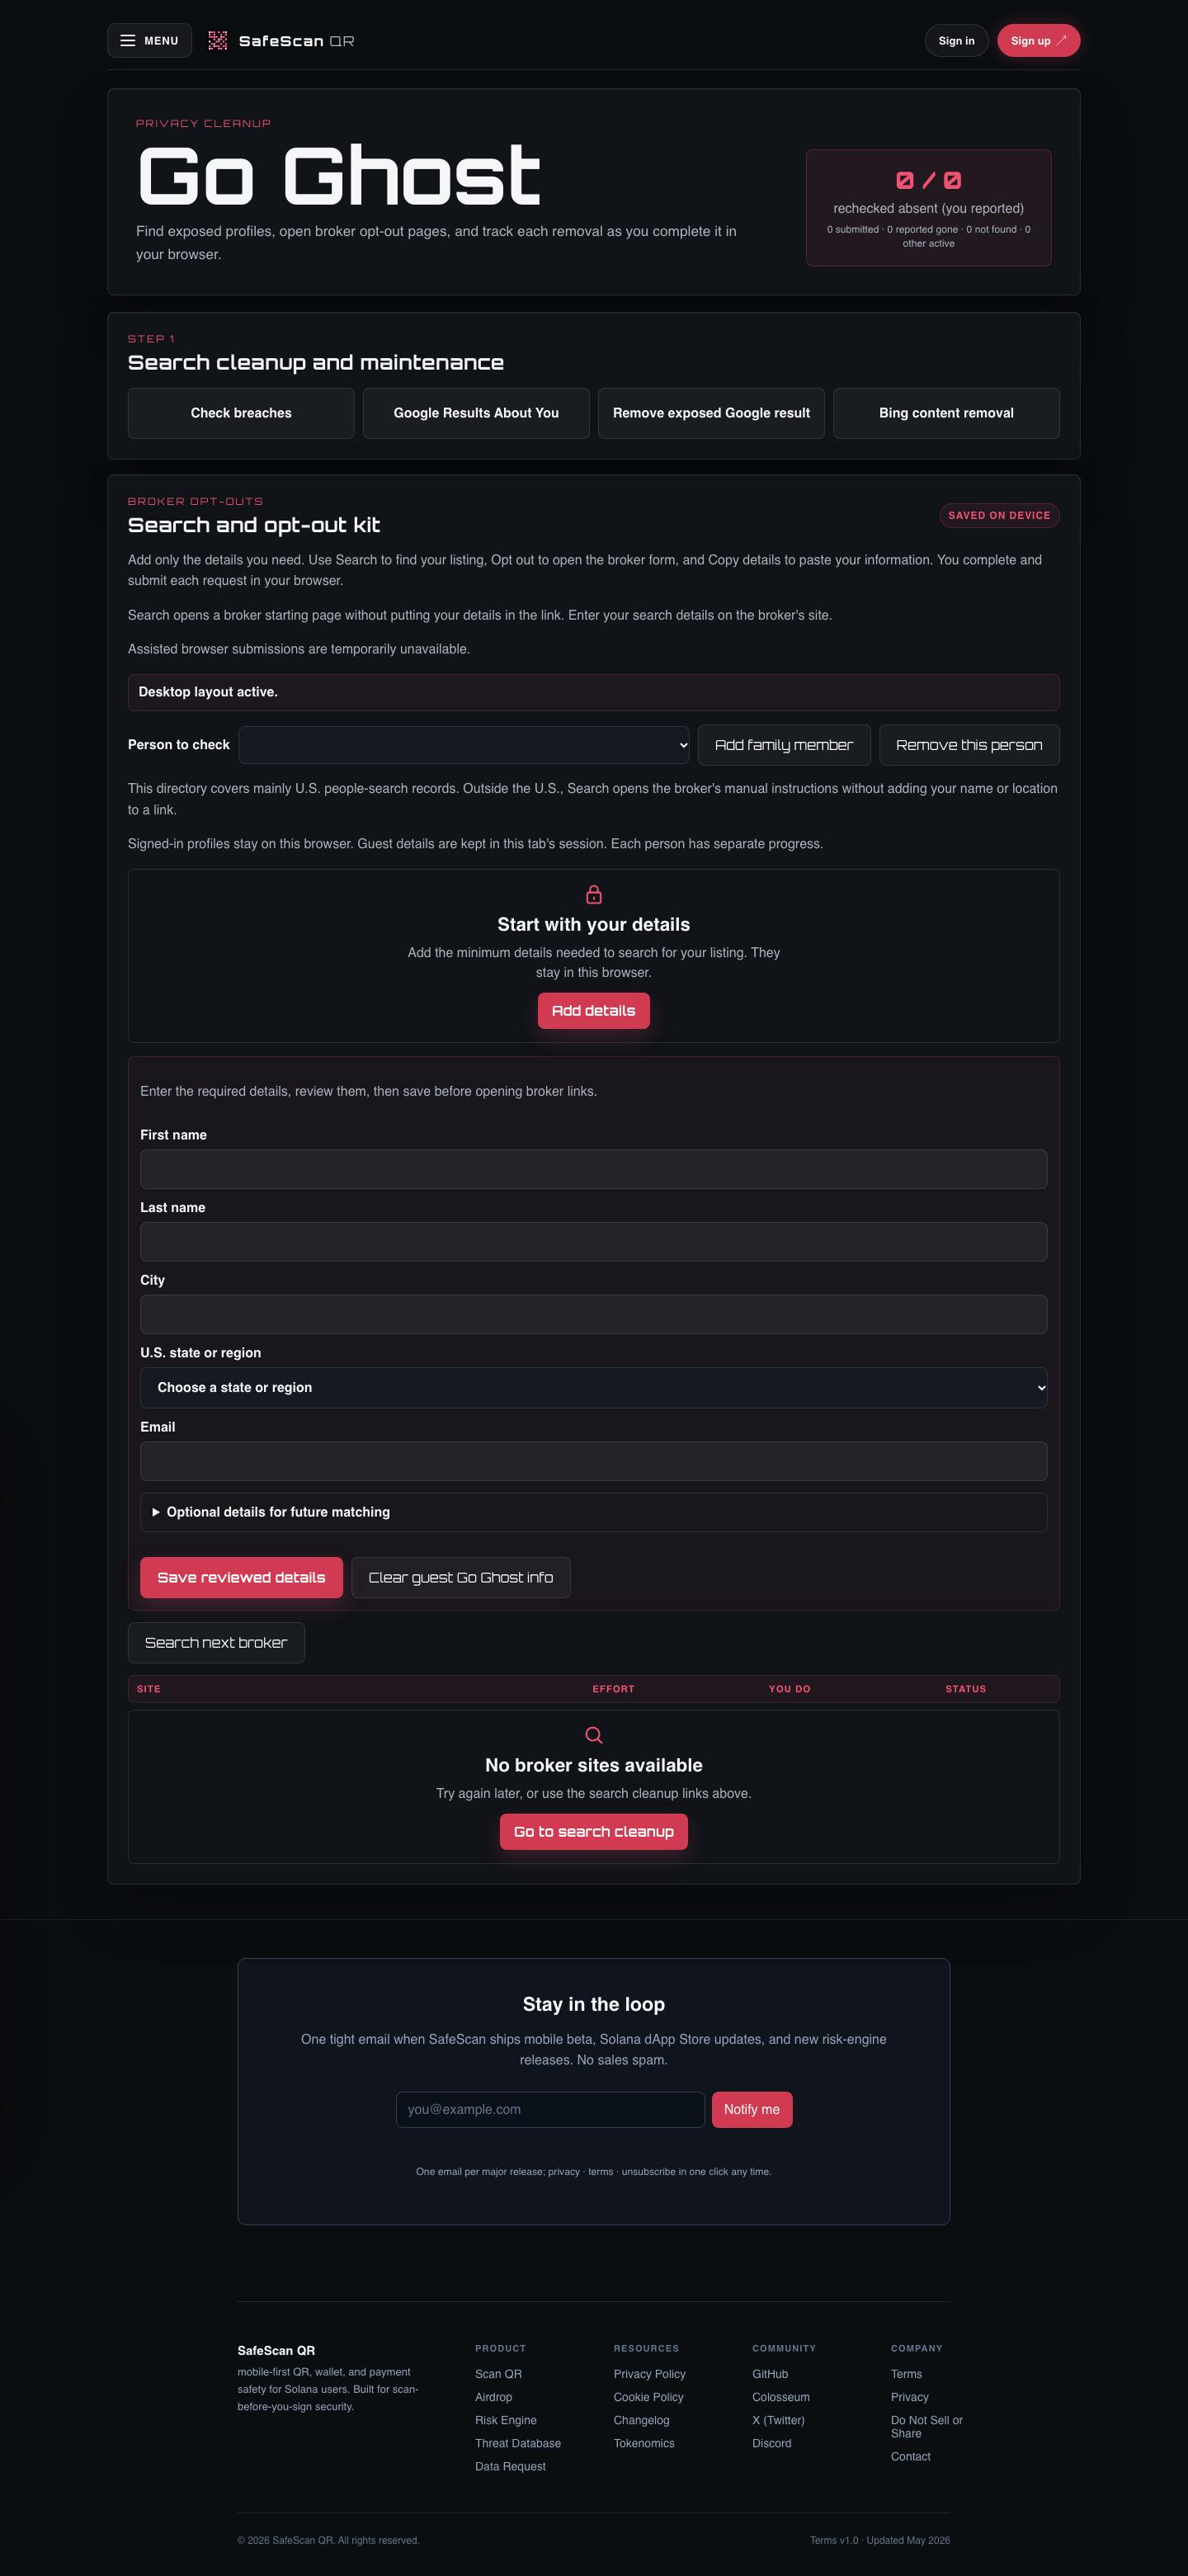 MENU
SafeScan QR
Sign in
Sign up ↗
PRIVACY CLEANUP
Go Ghost
Find exposed profiles, open broker opt-out pages, and track each removal as you complete it in
your browser.
0 / 0
rechecked absent (you reported)
0 submitted · 0 reported gone · 0 not found · 0
other active
STEP 1
Search cleanup and maintenance
Check breaches
Google Results About You
Remove exposed Google result
Bing content removal
BROKER OPT-OUTS
Search and opt-out kit
SAVED ON DEVICE
Add only the details you need. Use Search to find your listing, Opt out to open the broker form, and Copy details to paste your information. You complete and
submit each request in your browser.
Search opens a broker starting page without putting your details in the link. Enter your search details on the broker's site.
Assisted browser submissions are temporarily unavailable.
Desktop layout active.
Person to check
Add family member
Remove this person
This directory covers mainly U.S. people-search records. Outside the U.S., Search opens the broker's manual instructions without adding your name or location
to a link.
Signed-in profiles stay on this browser. Guest details are kept in this tab's session. Each person has separate progress.
Start with your details
Add the minimum details needed to search for your listing. They
stay in this browser.
Add details
Enter the required details, review them, then save before opening broker links.
First name
Last name
City
U.S. state or region
Choose a state or region
Email
Optional details for future matching
Save reviewed details
Clear guest Go Ghost info
Search next broker
SITE
EFFORT
YOU DO
STATUS
No broker sites available
Try again later, or use the search cleanup links above.
Go to search cleanup
Stay in the loop
One tight email when SafeScan ships mobile beta, Solana dApp Store updates, and new risk-engine
releases. No sales spam.
you@example.com
Notify me
One email per major release; privacy · terms · unsubscribe in one click any time.
SafeScan QR
mobile-first QR, wallet, and payment
safety for Solana users. Built for scan-
before-you-sign security.
PRODUCT
Scan QR
Airdrop
Risk Engine
Threat Database
Data Request
RESOURCES
Privacy Policy
Cookie Policy
Changelog
Tokenomics
COMMUNITY
GitHub
Colosseum
X (Twitter)
Discord
COMPANY
Terms
Privacy
Do Not Sell or
Share
Contact
© 2026 SafeScan QR. All rights reserved.
Terms v1.0 · Updated May 2026